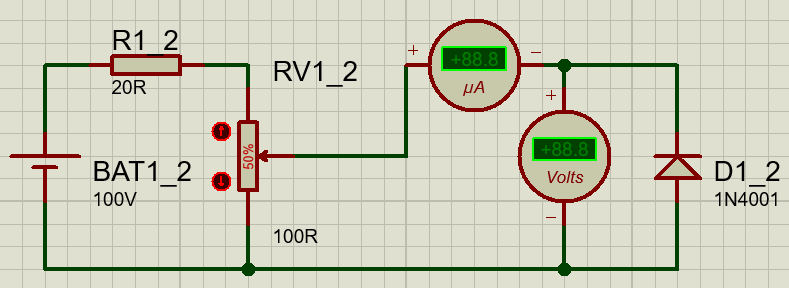 R1_2
20R
RV1_2
50%
100R
BAT1_2
100V
+
+88.8
µA
−
+
+88.8
Volts
−
D1_2
1N4001